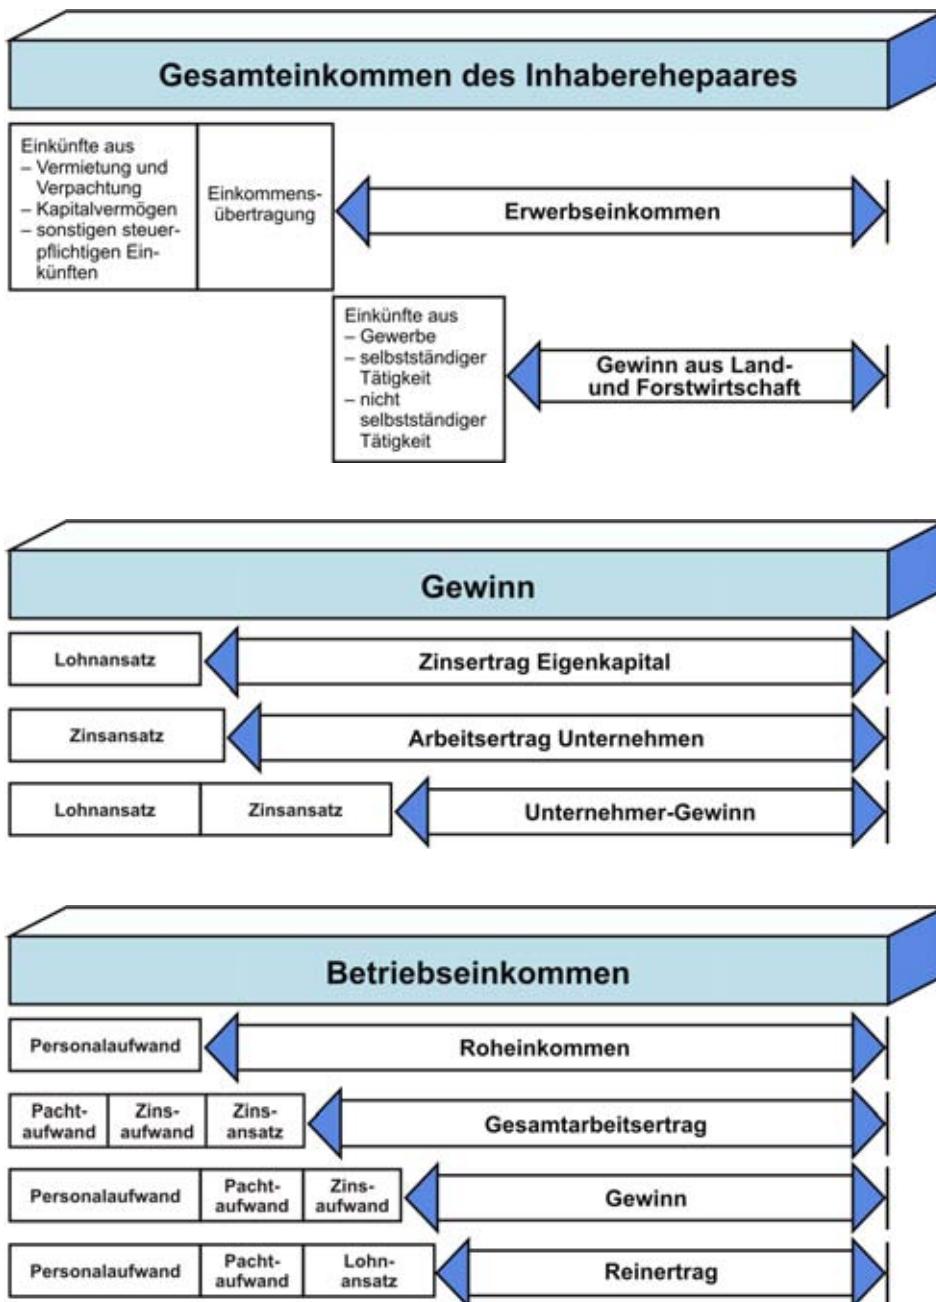 Gesamteinkommen des Inhaberehepaares
Einkünfte aus
– Vermietung und
Verpachtung
– Kapitalvermögen
– sonstigen steuer-
pflichtigen Ein-
künften
Einkommens-
übertragung
Erwerbseinkommen
Einkünfte aus
– Gewerbe
– selbstständiger
Tätigkeit
– nicht
selbstständiger
Tätigkeit
Gewinn aus Land-
und Forstwirtschaft
Gewinn
Lohnansatz
Zinsertrag Eigenkapital
Zinsansatz
Arbeitsertrag Unternehmen
Lohnansatz
Zinsansatz
Unternehmer-Gewinn
Betriebseinkommen
Personalaufwand
Roheinkommen
Pacht-
aufwand
Zins-
aufwand
Zins-
ansatz
Gesamtarbeitsertrag
Personalaufwand
Pacht-
aufwand
Zins-
aufwand
Gewinn
Personalaufwand
Pacht-
aufwand
Lohn-
ansatz
Reinertrag